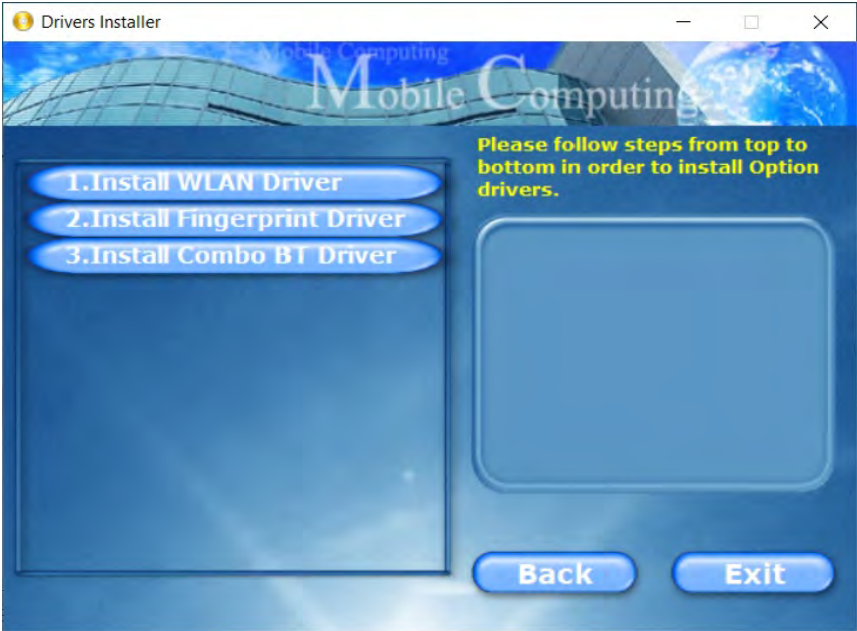 Drivers Installer
Mobile Computing
Mobile Computing
Please follow steps from top to
bottom in order to install Option
drivers.
1.Install WLAN Driver
2.Install Fingerprint Driver
3.Install Combo BT Driver
Back
Exit